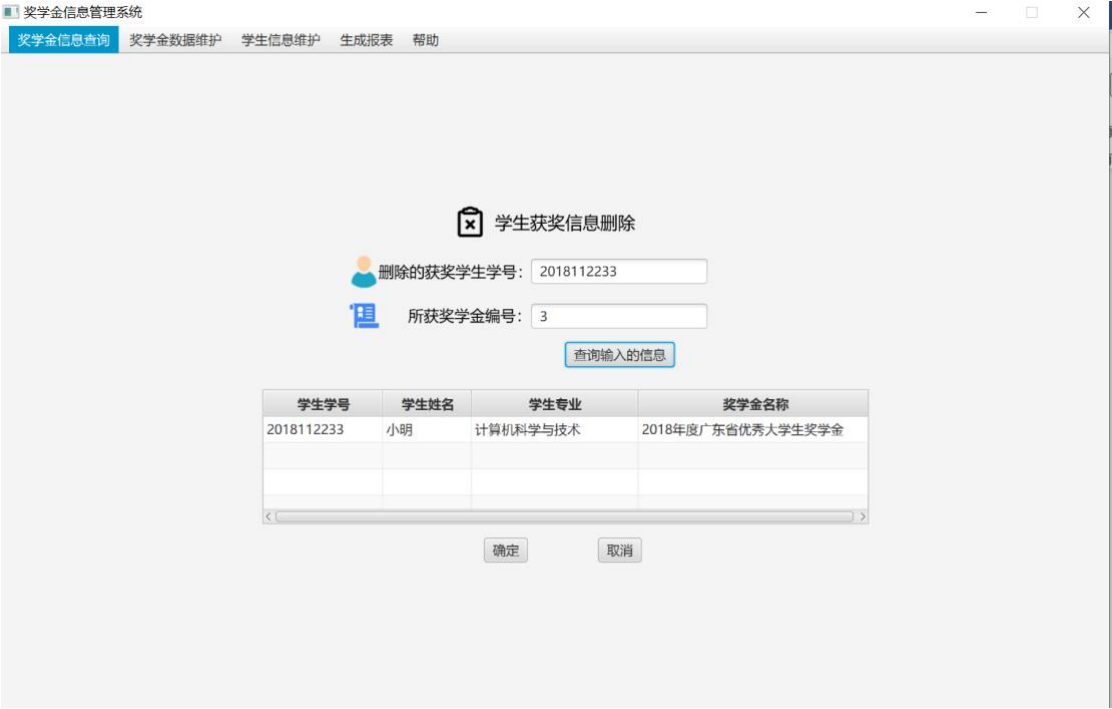 奖学金信息管理系统
奖学金信息查询 奖学金数据维护 学生信息维护 生成报表 帮助
学生获奖信息删除
删除的获奖学生学号： 2018112233
所获奖学金编号： 3
查询输入的信息
学生学号 学生姓名 学生专业 奖学金名称
2018112233 小明 计算机科学与技术 2018年度广东省优秀大学生奖学金
确定 取消